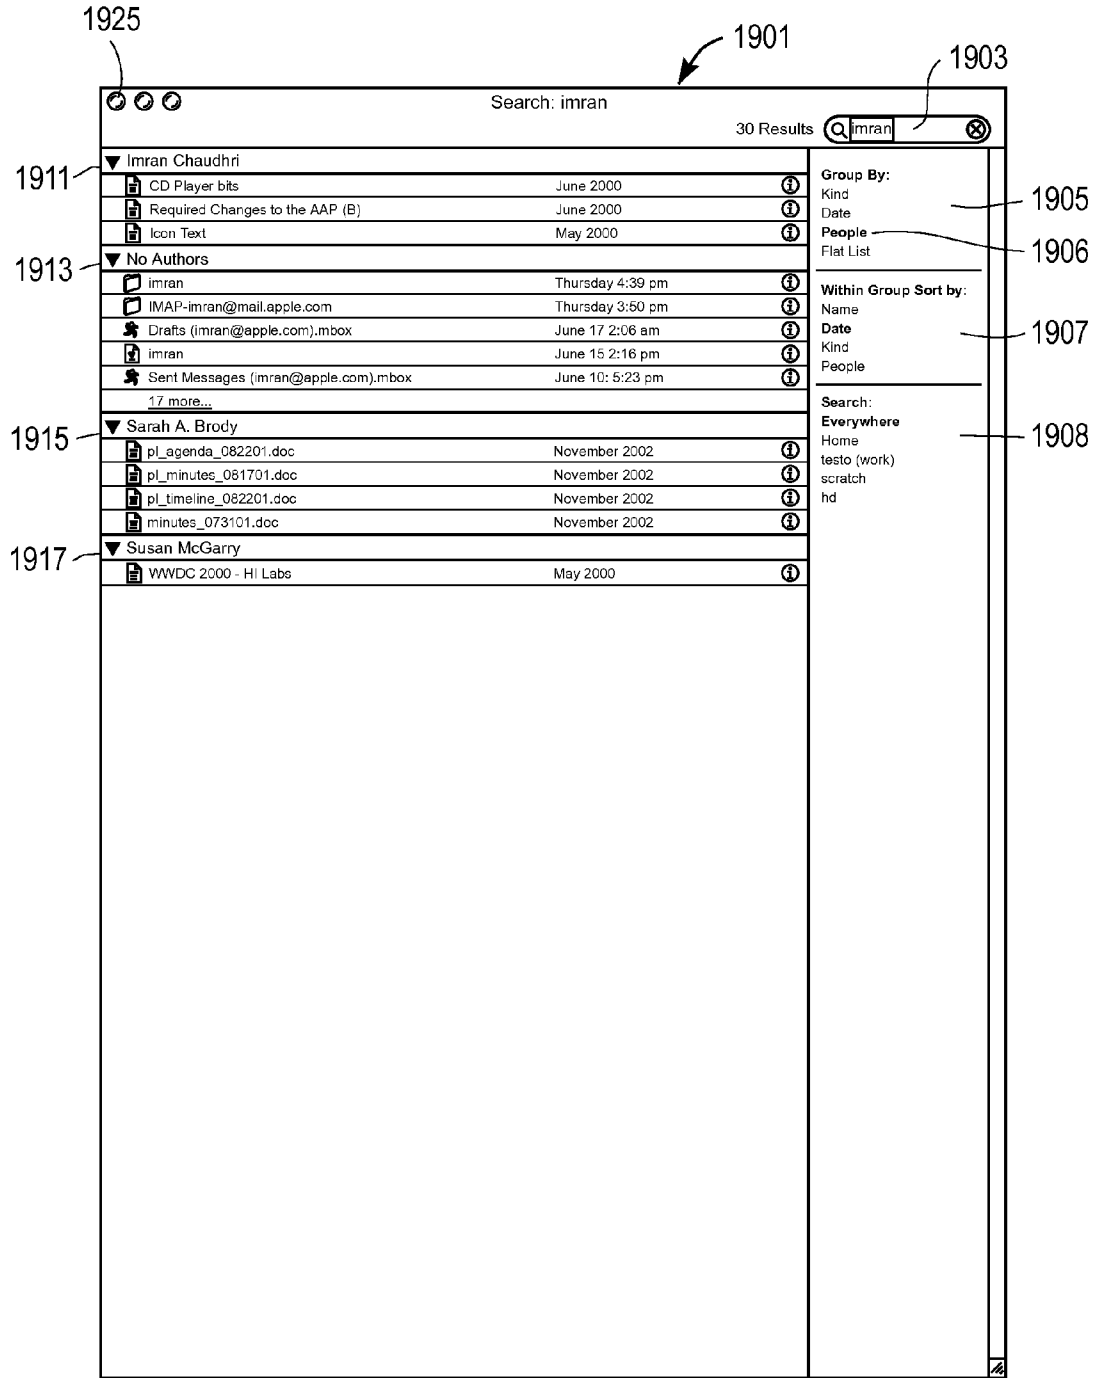 1925
1901
1903
Search: imran
30 Results imran
1911
Imran Chaudhri
CD Player bits June 2000
Required Changes to the AAP (B) June 2000
Icon Text May 2000
1913
No Authors
imran Thursday 4:39 pm
IMAP-imran@mail.apple.com Thursday 3:50 pm
Drafts (imran@apple.com).mbox June 17 2:06 am
imran June 15 2:16 pm
Sent Messages (imran@apple.com).mbox June 10: 5:23 pm
17 more...
1915
Sarah A. Brody
pl_agenda_082201.doc November 2002
pl_minutes_081701.doc November 2002
pl_timeline_082201.doc November 2002
minutes_073101.doc November 2002
1917
Susan McGarry
WWDC 2000 - HI Labs May 2000
Group By:
Kind
Date
People
Flat List
1905
1906
Within Group Sort by:
Name
Date
Kind
People
1907
Search:
Everywhere
Home
testo (work)
scratch
hd
1908